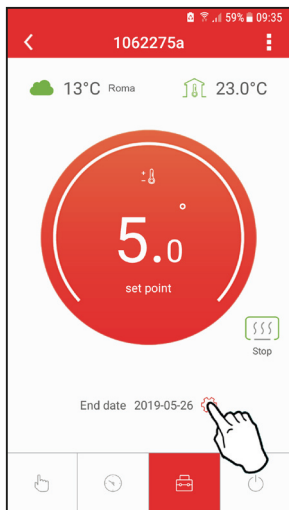 59% 09:35
1062275a
13°C Roma 23.0°C
5.0°
set point
Stop
End date 2019-05-26